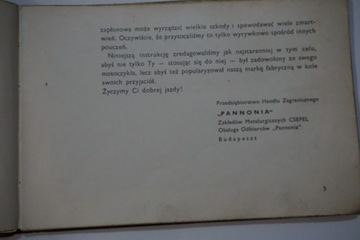 zapłonową może wyrządzić wielkie szkody i spowodować wiele zmart-
wień. Oczywiście, że przytoczyliśmy to tylko wyrywkowo spośród innych
pouczeń.
Niniejszą instrukcję zredagowaliśmy jak najstaranniej w tym celu,
abyś nie tylko Ty — stosując się do niej — był zadowolony ze swego
motocykla, lecz abyś też popularyzował naszą markę fabryczną w kole
swoich przyjaciół.
Życzymy Ci dobrej jazdy!
Przedsiębiorstwo Handlu Zagranicznego
„PANNONIA"
Zakładów Metalurgicznych CSEPEL
Obsługa Odbiorców „Pannonia"
Budapeszt
5